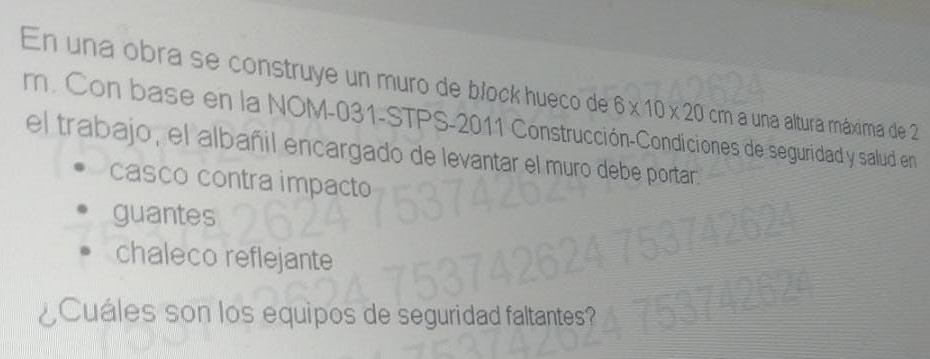 En una obra se construye un muro de block hueco de 6 x 10 x 20 cm a una altura máxima de 2
m. Con base en la NOM-031-STPS-2011 Construcción-Condiciones de seguridad y salud en
el trabajo, el albañil encargado de levantar el muro debe portar:
• casco contra impacto
• guantes
• chaleco reflejante
¿Cuáles son los equipos de seguridad faltantes?